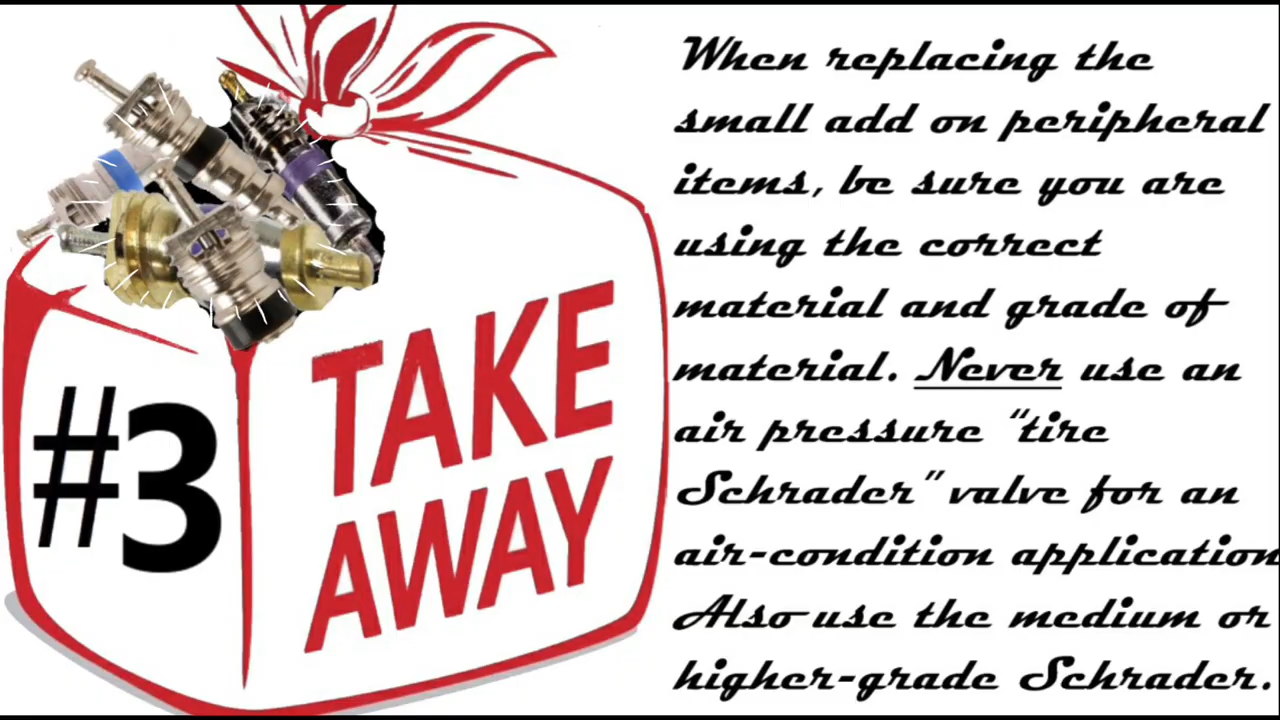 #3
TAKE
AWAY
When replacing the
small add on peripheral
items, be sure you are
using the correct
material and grade of
material. Never use an
air pressure "tire
Schrader" valve for an
air-condition application
Also use the medium or
higher-grade Schrader.